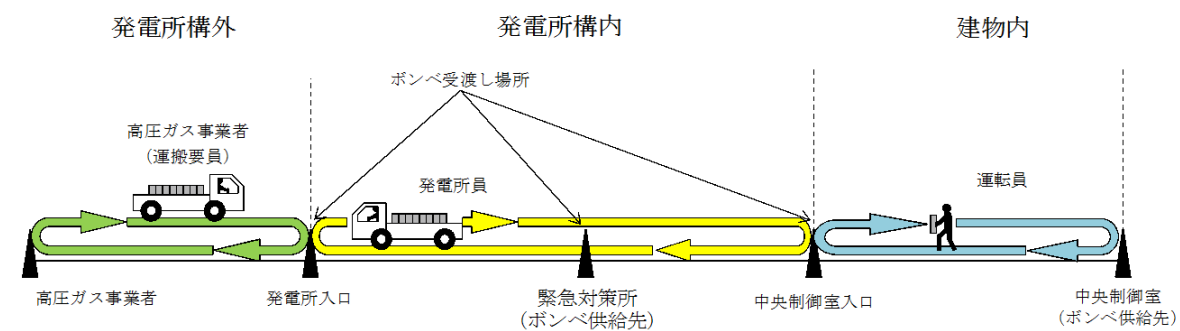 発電所構外
発電所構内
建物内
ボンベ受渡し場所
高圧ガス事業者
(運搬要員)
発電所員
運転員
高圧ガス事業者
発電所入口
緊急対策所
(ボンベ供給先)
中央制御室入口
中央制御室
(ボンベ供給先)